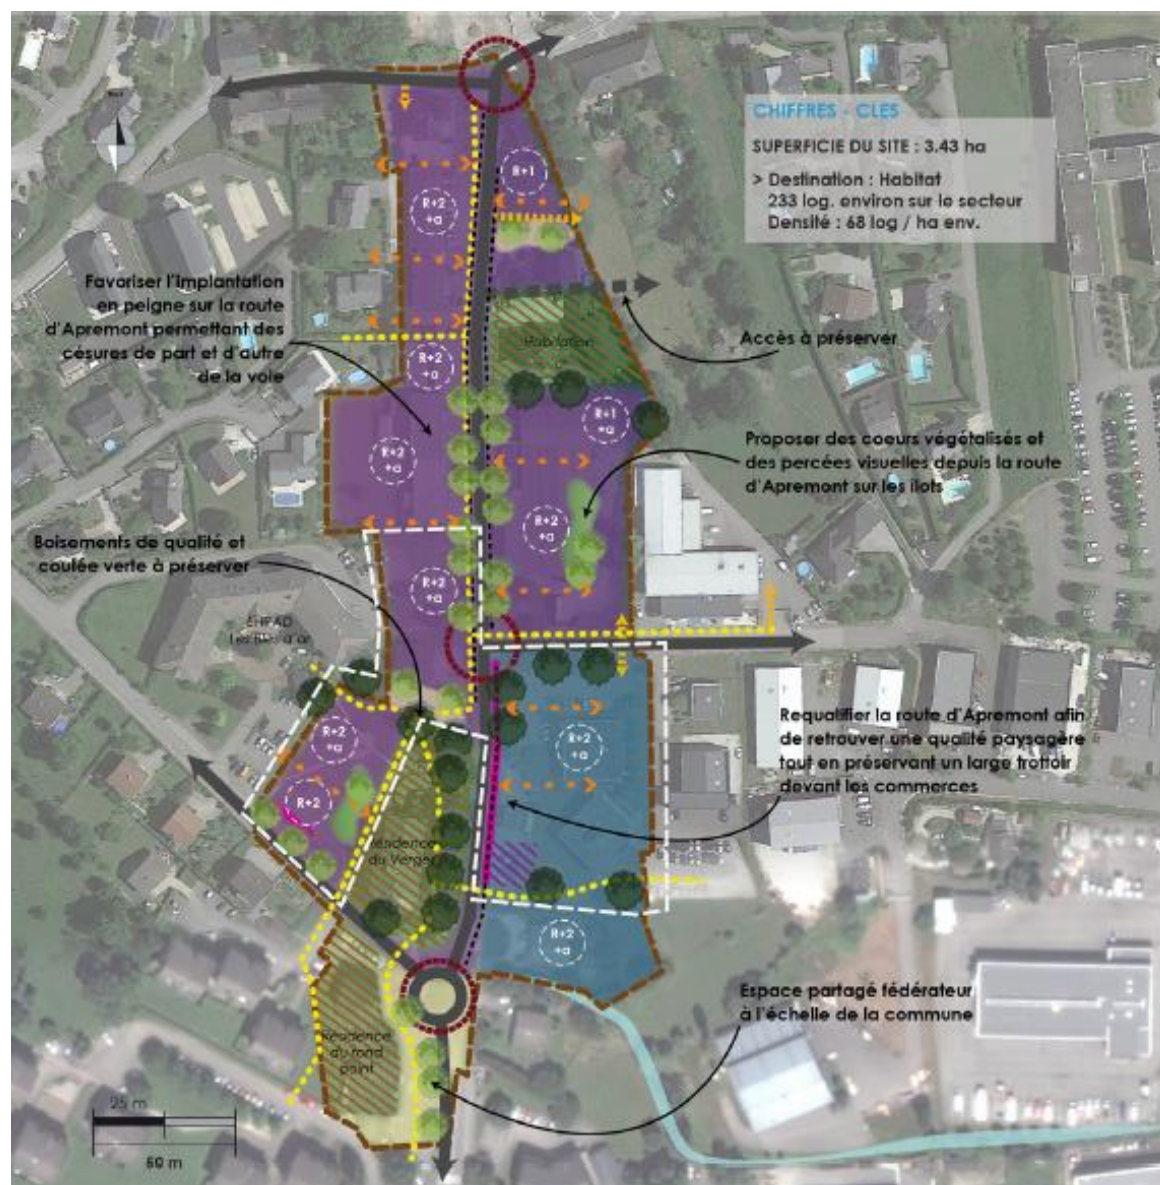 CHIFFRES - CLES
SUPERFICIE DU SITE : 3.43 ha
> Destination : Habitat
233 log. environ sur le secteur
Densité : 68 log / ha env.
R+1
R+2
+a
Favoriser l'implantation
en peigne sur la route
d'Apremont permettant des
césures de part et d'autre
de la voie
Habitation
Accès à préserver
R+2
+a
R+1
+a
Proposer des coeurs végétalisés et
des percées visuelles depuis la route
d'Apremont sur les ilots
R+2
+a
R+2
+a
Boisements de qualité et
coulée verte à préserver
R+2
+a
EHPAD
Requalifier la route d'Apremont afin
de retrouver une qualité paysagère
tout en préservant un large trottoir
devant les commerces
R+2
+a
R+2
+a
R+2
Résidence
du Verger
R+2
+a
Espace partagé fédérateur
à l'échelle de la commune
Résidence
du rond
point
25 m
50 m